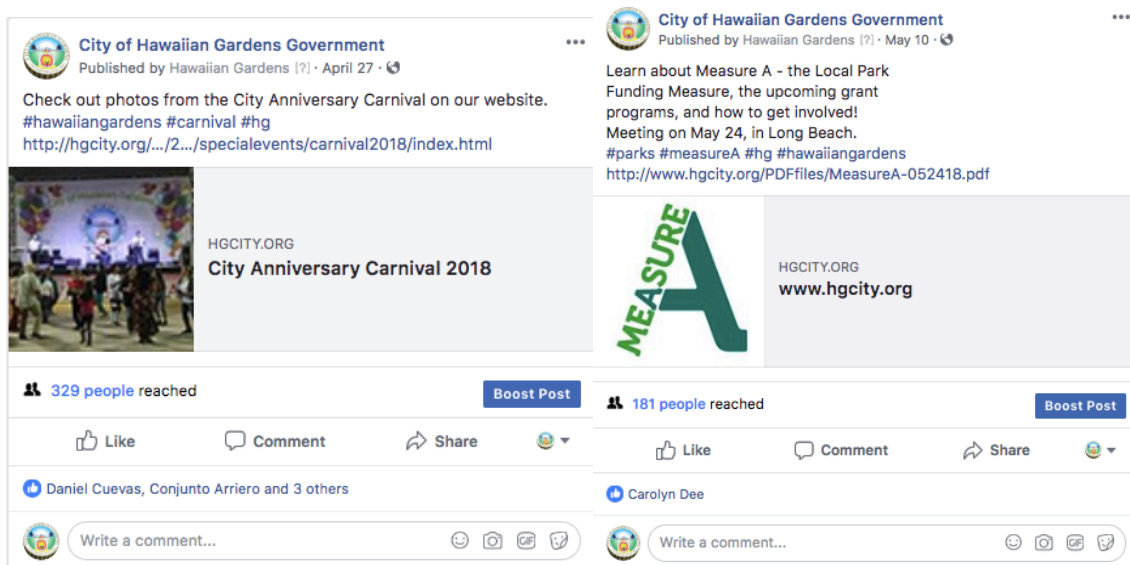 City of Hawaiian Gardens Government
Published by Hawaiian Gardens [?] · April 27 ·
Check out photos from the City Anniversary Carnival on our website.
#hawaiiangardens #carnival #hg
http://hgcity.org/.../2.../specialevents/carnival2018/index.html
HGCITY.ORG
City Anniversary Carnival 2018
329 people reached
Boost Post
Like
Comment
Share
Daniel Cuevas, Conjunto Arriero and 3 others
Write a comment...
GIF
City of Hawaiian Gardens Government
Published by Hawaiian Gardens [?] · May 10 ·
Learn about Measure A - the Local Park
Funding Measure, the upcoming grant
programs, and how to get involved!
Meeting on May 24, in Long Beach.
#parks #measureA #hg #hawaiiangardens
http://www.hgcity.org/PDFfiles/MeasureA-052418.pdf
MEASURE
A
HGCITY.ORG
www.hgcity.org
181 people reached
Boost Post
Like
Comment
Share
Carolyn Dee
Write a comment...
GIF